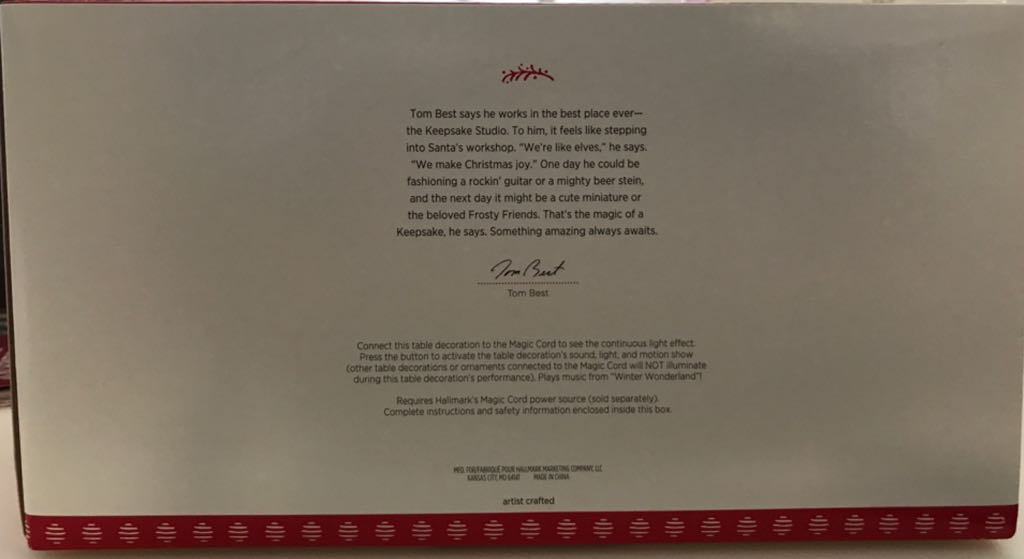 Tom Best says he works in the best place ever—
the Keepsake Studio. To him, it feels like stepping
into Santa's workshop. "We're like elves," he says.
"We make Christmas joy." One day he could be
fashioning a rockin' guitar or a mighty beer stein,
and the next day it might be a cute miniature or
the beloved Frosty Friends. That's the magic of a
Keepsake, he says. Something amazing always awaits.
Tom Best
Tom Best
Connect this table decoration to the Magic Cord to see the continuous light effect.
Press the button to activate the table decoration's sound, light, and motion show
(other table decorations or ornaments connected to the Magic Cord will NOT illuminate
during this table decoration's performance). Plays music from "Winter Wonderland"!
Requires Hallmark's Magic Cord power source (sold separately).
Complete instructions and safety information enclosed inside this box.
MFD. FOR/FABRIQUÉ POUR HALLMARK MARKETING COMPANY, LLC
KANSAS CITY, MO 64141 MADE IN CHINA
artist crafted